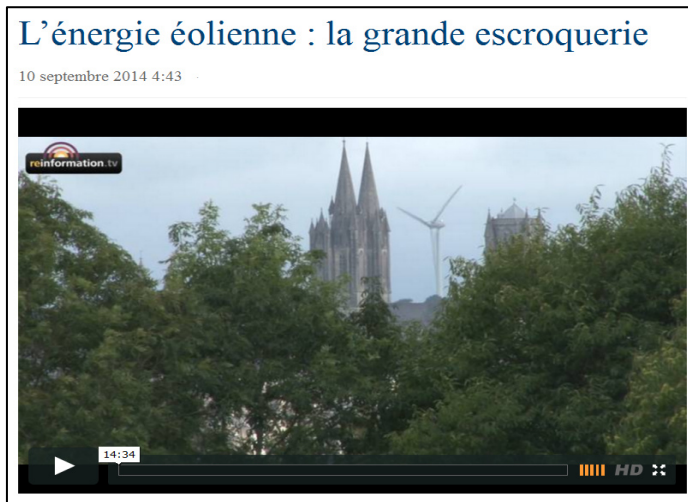 L’énergie éolienne : la grande escroquerie
10 septembre 2014 4:43
reinformation.tv
14:34
HD